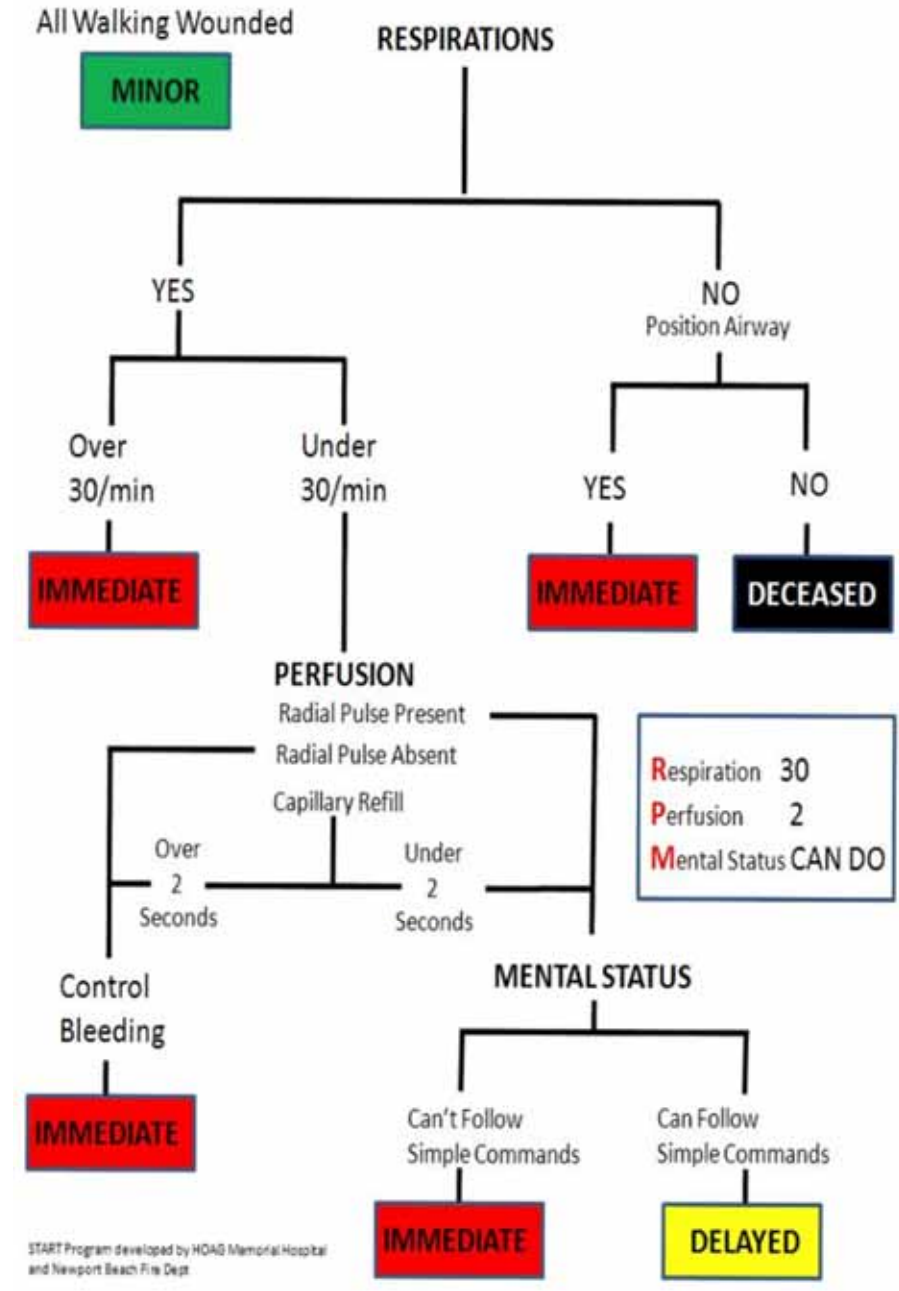 All Walking Wounded
MINOR
RESPIRATIONS
YES
NO
Position Airway
Over
30/min
Under
30/min
YES
NO
IMMEDIATE
IMMEDIATE
DECEASED
PERFUSION
Radial Pulse Present
Radial Pulse Absent
Capillary Refill
Over
2
Seconds
Under
2
Seconds
Respiration 30
Perfusion 2
Mental Status CAN DO
Control
Bleeding
IMMEDIATE
MENTAL STATUS
Can't Follow
Simple Commands
Can Follow
Simple Commands
IMMEDIATE
DELAYED
START Program developed by HOAG Memorial Hospital
and Newport Beach Fire Dept